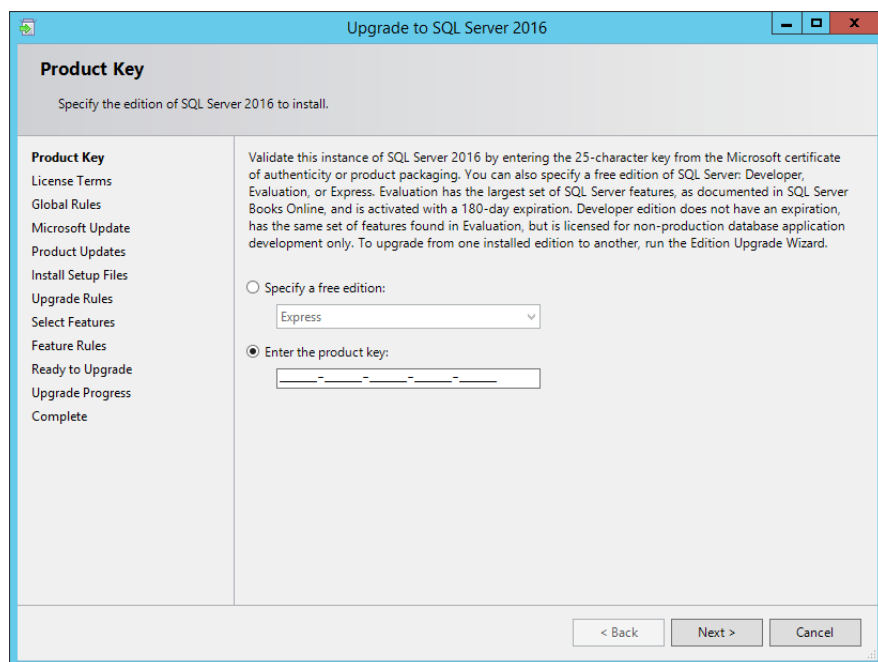 Upgrade to SQL Server 2016
Product Key
Specify the edition of SQL Server 2016 to install.
Product Key
License Terms
Global Rules
Microsoft Update
Product Updates
Install Setup Files
Upgrade Rules
Select Features
Feature Rules
Ready to Upgrade
Upgrade Progress
Complete
Validate this instance of SQL Server 2016 by entering the 25-character key from the Microsoft certificate
of authenticity or product packaging. You can also specify a free edition of SQL Server: Developer,
Evaluation, or Express. Evaluation has the largest set of SQL Server features, as documented in SQL Server
Books Online, and is activated with a 180-day expiration. Developer edition does not have an expiration,
has the same set of features found in Evaluation, but is licensed for non-production database application
development only. To upgrade from one installed edition to another, run the Edition Upgrade Wizard.
Specify a free edition:
Express
Enter the product key:
_____-_____-_____-_____-_____
< Back Next > Cancel